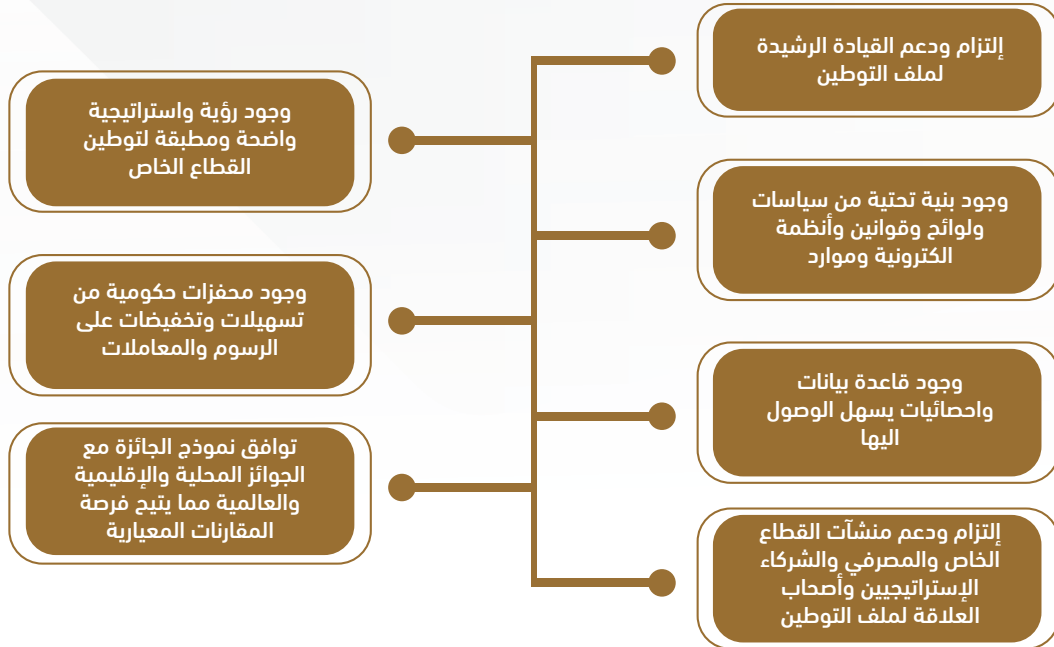 إلتزام ودعم القيادة الرشيدة
لملف التوطين
وجود رؤية واستراتيجية
واضحة ومطبقة لتوطين
القطاع الخاص
وجود بنية تحتية من سياسات
ولوائح وقوانين وأنظمة
الكترونية وموارد
وجود محفزات حكومية من
تسهيلات وتخفيضات على
الرسوم والمعاملات
وجود قاعدة بيانات
واحصائيات يسهل الوصول
اليها
توافق نموذج الجائزة مع
الجوائز المحلية والإقليمية
والعالمية مما يتيح فرصة
المقارنات المعيارية
إلتزام ودعم منشآت القطاع
الخاص والمصرفي والشركاء
الإستراتيجيين وأصحاب
العلاقة لملف التوطين